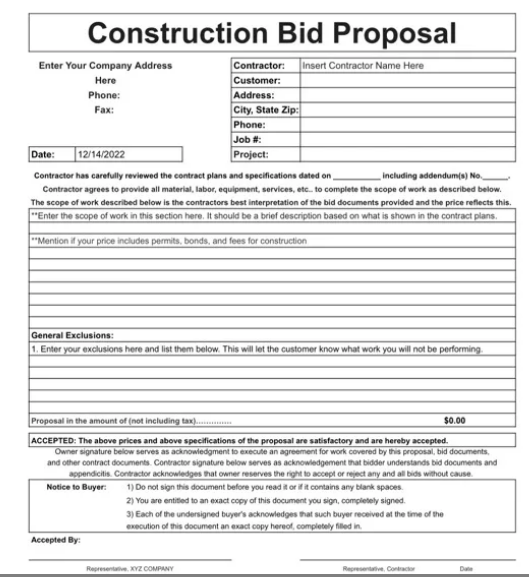 Construction Bid Proposal
Enter Your Company Address
Here
Phone:
Fax:
Contractor: Insert Contractor Name Here
Customer:
Address:
City, State Zip:
Phone:
Job #:
Date: 12/14/2022
Project:
Contractor has carefully reviewed the contract plans and specifications dated on ___________ including addendum(s) No.______.
Contractor agrees to provide all material, labor, equipment, services, etc.. to complete the scope of work as described below.
The scope of work described below is the contractors best interpretation of the bid documents provided and the price reflects this.
**Enter the scope of work in this section here. It should be a brief description based on what is shown in the contract plans.
**Mention if your price includes permits, bonds, and fees for construction
General Exclusions:
1. Enter your exclusions here and list them below. This will let the customer know what work you will not be performing.
Proposal in the amount of (not including tax).............. $0.00
ACCEPTED: The above prices and above specifications of the proposal are satisfactory and are hereby accepted.
Owner signature below serves as acknowledgment to execute an agreement for work covered by this proposal, bid documents,
and other contract documents. Contractor signature below serves as acknowledgement that bidder understands bid documents and
appendicitis. Contractor acknowledges that owner reserves the right to accept or reject any and all bids without cause.
Notice to Buyer: 1) Do not sign this document before you read it or if it contains any blank spaces.
2) You are entitled to an exact copy of this document you sign, completely signed.
3) Each of the undersigned buyer's acknowledges that such buyer received at the time of the
execution of this document an exact copy hereof, completely filled in.
Accepted By:
Representative, XYZ COMPANY
Representative, Contractor Date